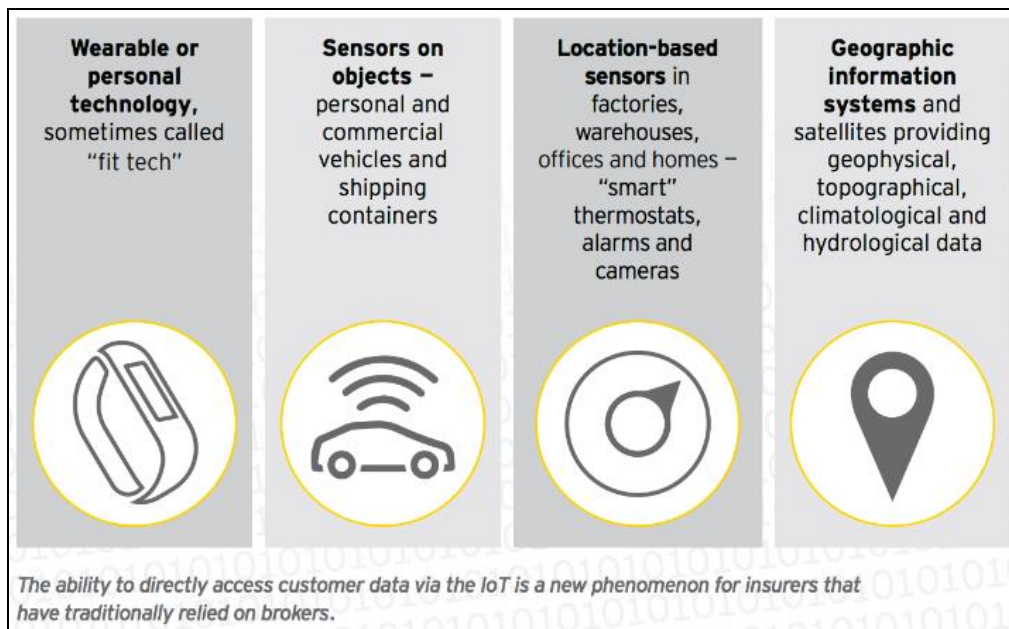 Wearable or
personal
technology,
sometimes called
“fit tech”
Sensors on
objects –
personal and
commercial
vehicles and
shipping
containers
Location-based
sensors in
factories,
warehouses,
offices and homes –
“smart”
thermostats,
alarms and
cameras
Geographic
information
systems and
satellites providing
geophysical,
topographical,
climatological and
hydrological data
The ability to directly access customer data via the IoT is a new phenomenon for insurers that
have traditionally relied on brokers.